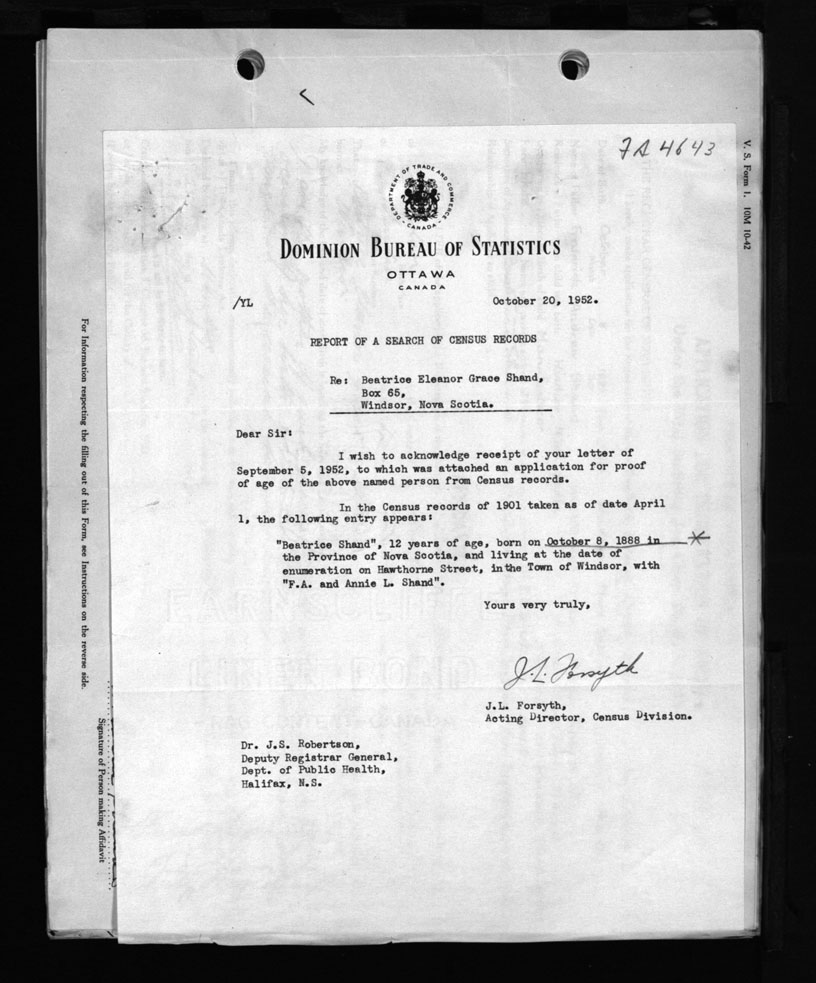 FA 4643
V. S. Form 1. 10M 10-42
DEPARTMENT OF TRADE AND COMMERCE
- CANADA -
DOMINION BUREAU OF STATISTICS
OTTAWA
CANADA
/YL
October 20, 1952.
REPORT OF A SEARCH OF CENSUS RECORDS
Re: Beatrice Eleanor Grace Shand,
Box 65,
Windsor, Nova Scotia.
Dear Sir:
I wish to acknowledge receipt of your letter of
September 5, 1952, to which was attached an application for proof
of age of the above named person from Census records.
In the Census records of 1901 taken as of date April
1, the following entry appears:
"Beatrice Shand", 12 years of age, born on October 8, 1888 in
the Province of Nova Scotia, and living at the date of
enumeration on Hawthorne Street, inthe Town of Windsor, with
"F.A. and Annie L. Shand".
Yours very truly,
J.L. Forsyth
J.L. Forsyth,
Acting Director, Census Division.
Dr. J.S. Robertson,
Deputy Registrar General,
Dept. of Public Health,
Halifax, N.S.
For Information respecting the filling out of this Form, see Instructions on the reverse side.
Signature of Person making Affidavit